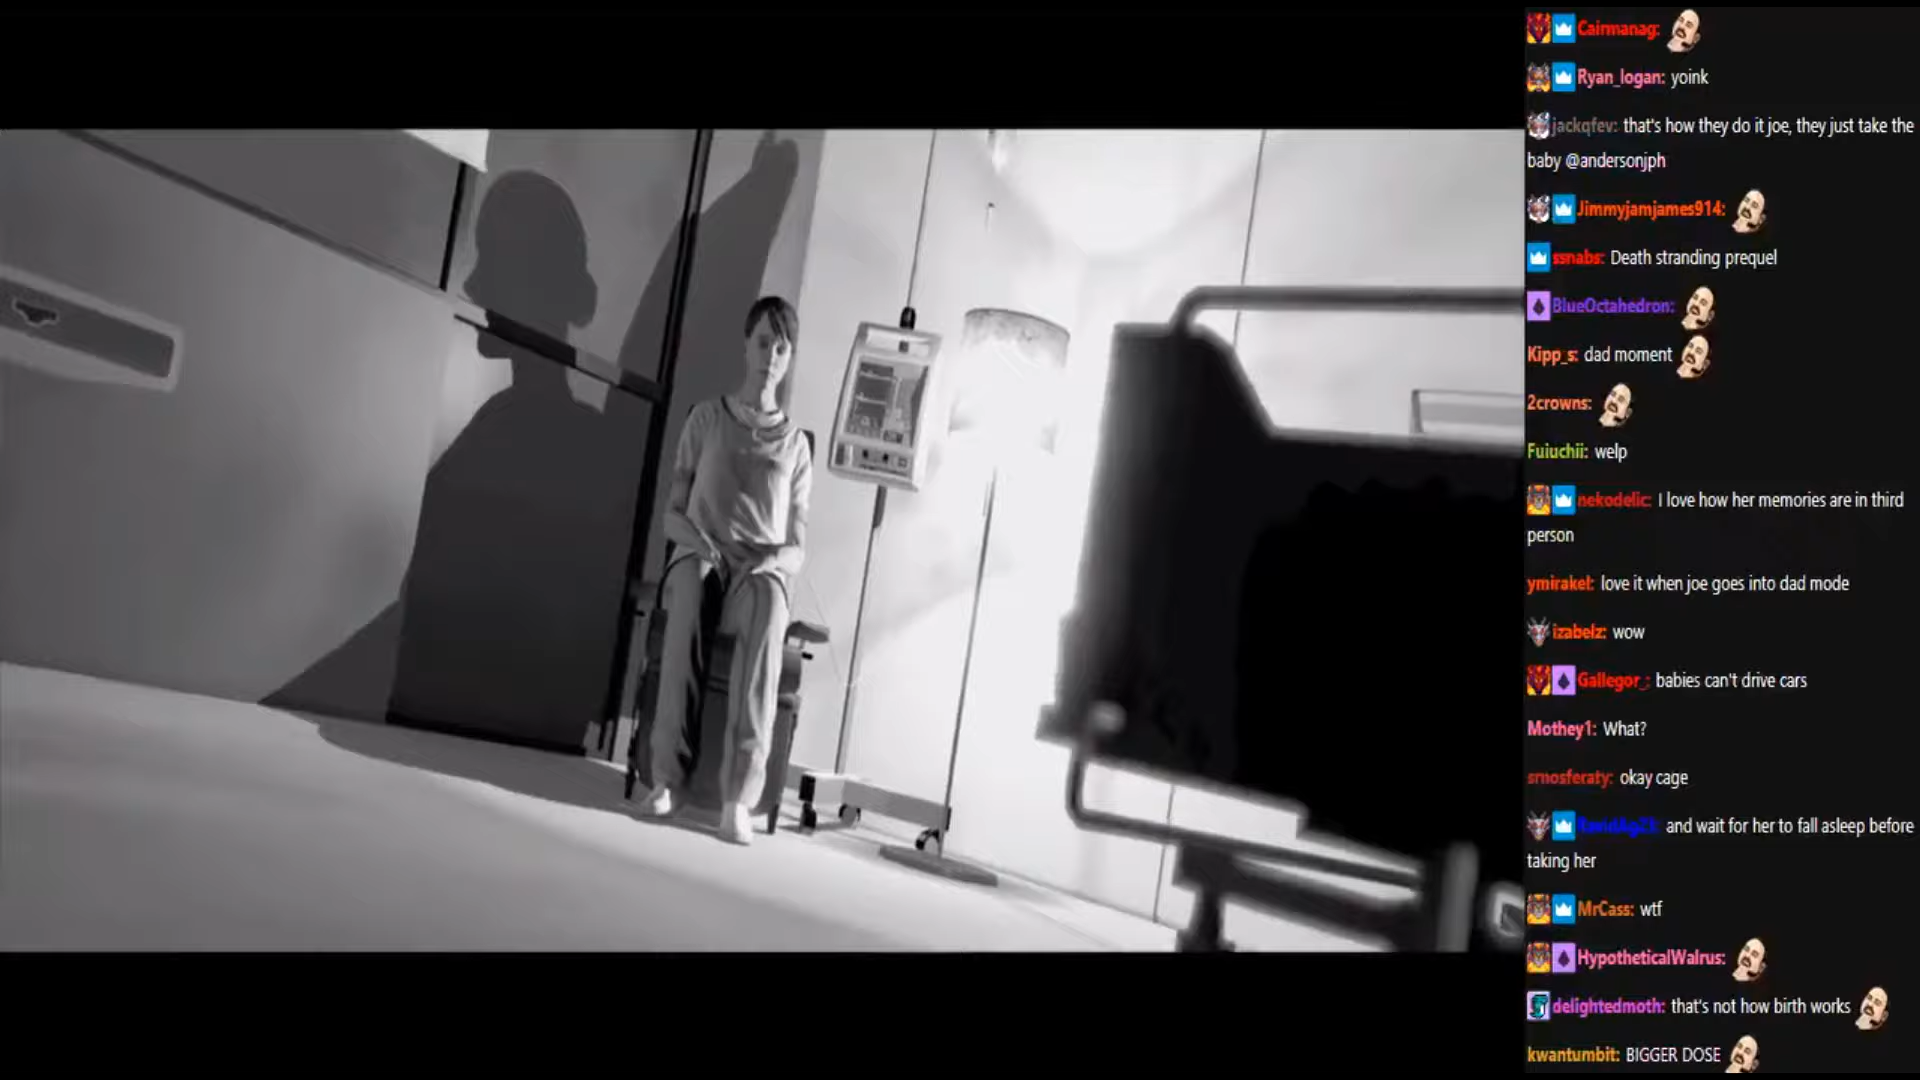 Cairmanag:
Ryan_logan: yoink
jackqfev: that's how they do it joe, they just take the
baby @andersonjph
Jimmyjamjames914:
ssnabs: Death stranding prequel
BlueOctahedron:
Kipp_s: dad moment
2crowns:
Fuiuchii: welp
nekodelic: I love how her memories are in third
person
ymirakel: love it when joe goes into dad mode
izabelz: wow
Gallegor_: babies can't drive cars
Mothey1: What?
smosferaty: okay cage
and wait for her to fall asleep before
taking her
MrCass: wtf
HypotheticalWalrus:
delightedmoth: that's not how birth works
kwantumbit: BIGGER DOSE